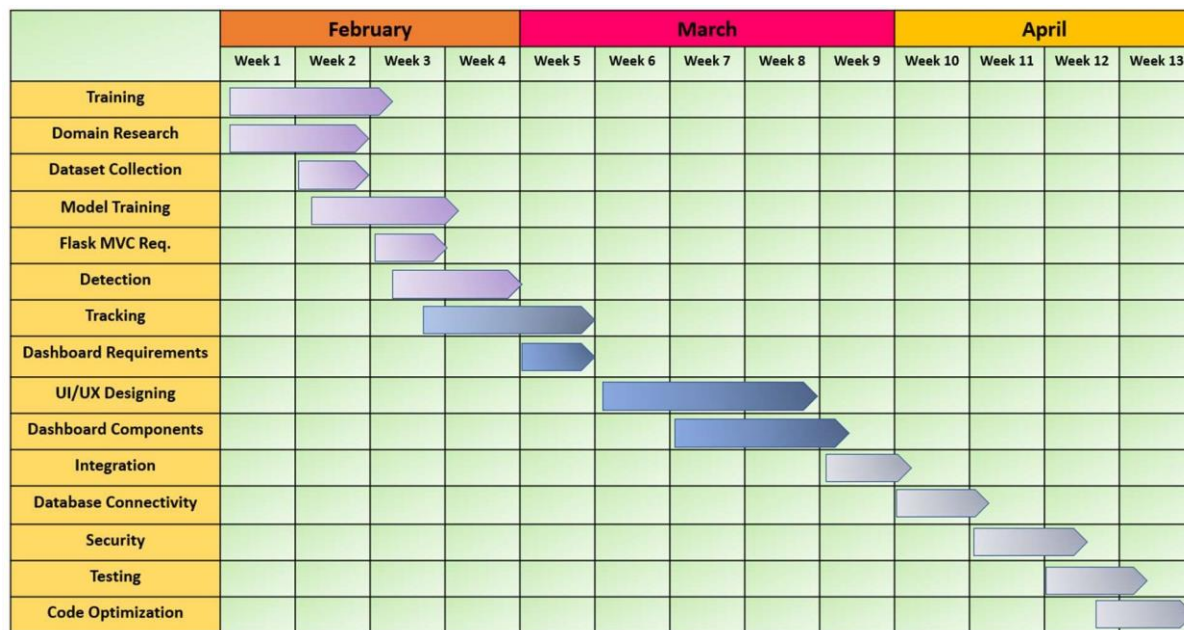 February March April
Week 1 Week 2 Week 3 Week 4 Week 5 Week 6 Week 7 Week 8 Week 9 Week 10 Week 11 Week 12 Week 13
Training
Domain Research
Dataset Collection
Model Training
Flask MVC Req.
Detection
Tracking
Dashboard Requirements
UI/UX Designing
Dashboard Components
Integration
Database Connectivity
Security
Testing
Code Optimization